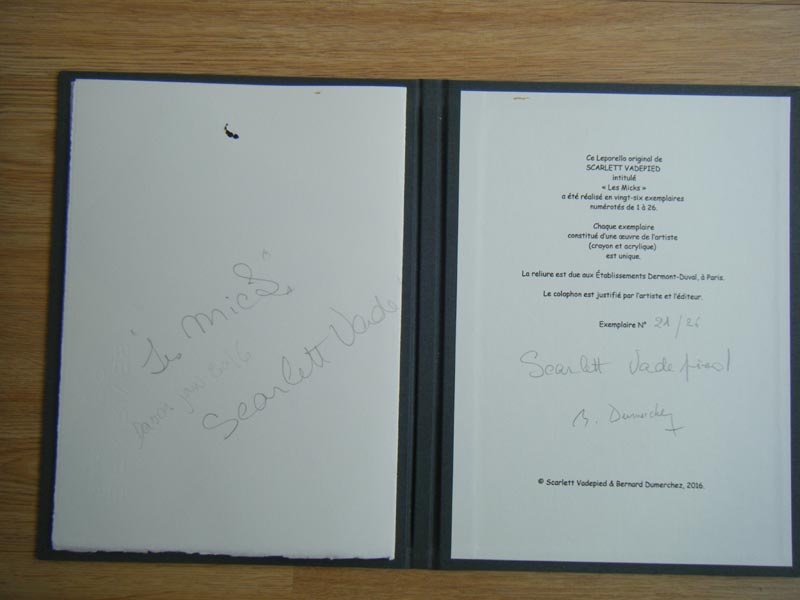 Les Micks
jan 2016
Scarlett Vade
Ce Leporello original de
SCARLETT VADEPIED
intitulé
« Les Micks »
a été réalisé en vingt-six exemplaires
numérotés de 1 à 26.
Chaque exemplaire
constitué d'une œuvre de l'artiste
(crayon et acrylique)
est unique.
La reliure est due aux Établissements Dermont-Duval, à Paris.
Le colophon est justifié par l'artiste et l'éditeur.
Exemplaire N° 21/26
Scarlett Vadepied
B. Dumerchez
© Scarlett Vadepied & Bernard Dumerchez, 2016.